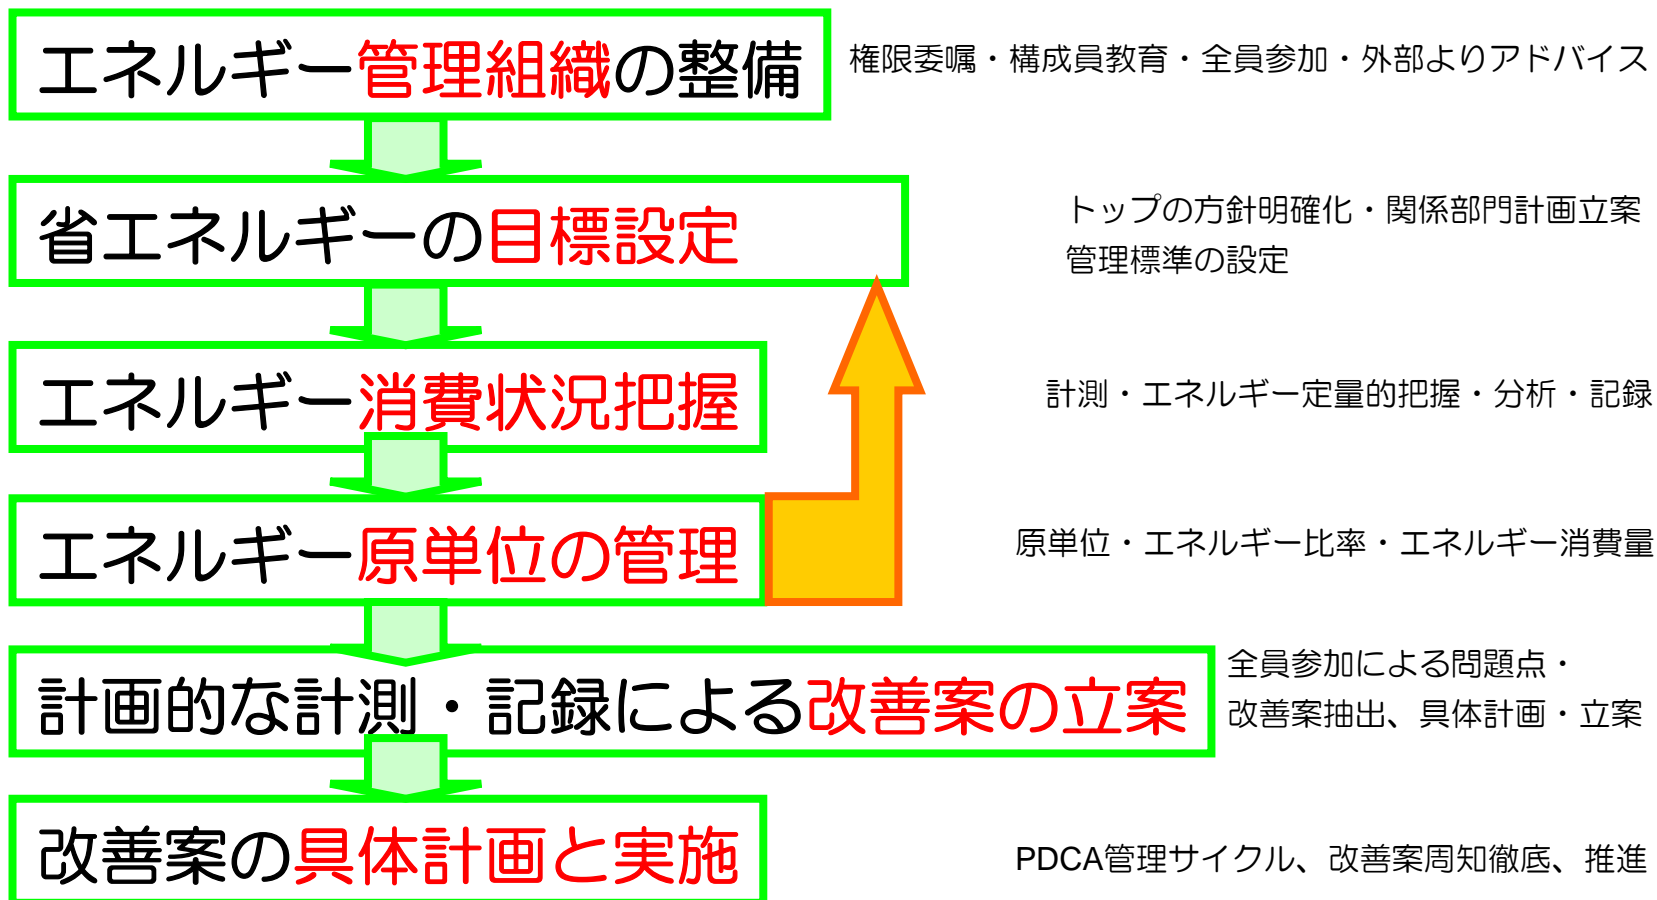 エネルギー管理組織の整備
権限委嘱・構成員教育・全員参加・外部よりアドバイス
省エネルギーの目標設定
トップの方針明確化・関係部門計画立案
管理標準の設定
エネルギー消費状況把握
計測・エネルギー定量的把握・分析・記録
エネルギー原単位の管理
原単位・エネルギー比率・エネルギー消費量
計画的な計測・記録による改善案の立案
全員参加による問題点・
改善案抽出、具体計画・立案
改善案の具体計画と実施
PDCA管理サイクル、改善案周知徹底、推進